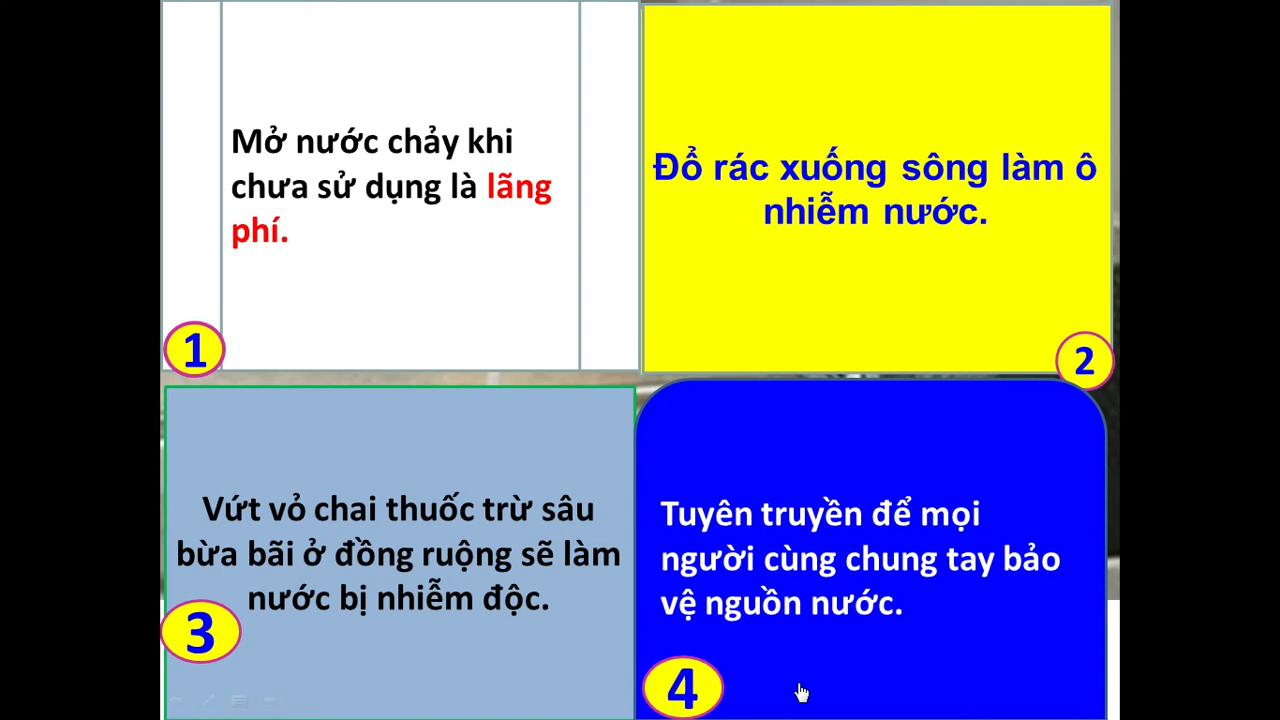 Mở nước chảy khi
chưa sử dụng là lãng
phí.
1
Đổ rác xuống sông làm ô
nhiễm nước.
2
Vứt vỏ chai thuốc trừ sâu
bừa bãi ở đồng ruộng sẽ làm
nước bị nhiễm độc.
3
Tuyên truyền để mọi
người cùng chung tay bảo
vệ nguồn nước.
4